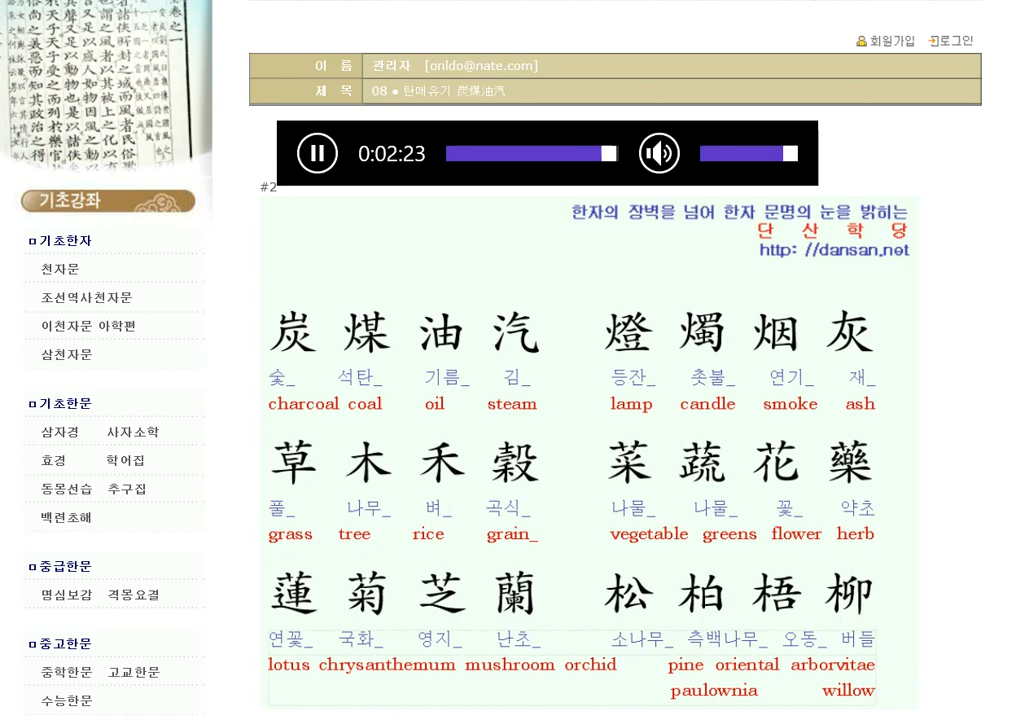 회원가입 로그인
이 름 관리자 [onldo@nate.com]
제 목 08 ● 탄매유기 炭煤油汽
0:02:23
#2
한자의 장벽을 넘어 한자 문명의 눈을 밝히는
단 산 학 당
http: //dansan.net
炭 煤 油 汽 燈 燭 烟 灰
숯_ 석탄_ 기름_ 김_ 등잔_ 촛불_ 연기_ 재_
charcoal coal oil steam lamp candle smoke ash
草 木 禾 穀 菜 蔬 花 藥
풀_ 나무_ 벼_ 곡식_ 나물_ 나물_ 꽃_ 약초
grass tree rice grain_ vegetable greens flower herb
蓮 菊 芝 蘭 松 柏 梧 柳
연꽃_ 국화_ 영지_ 난초_ 소나무_ 측백나무_ 오동_ 버들
lotus chrysanthemum mushroom orchid pine oriental arborvitae
paulownia willow
기초강좌
기초한자
천자문
조선역사천자문
이천자문 아학편
삼천자문
기초한문
삼자경 사자소학
효경 학어집
동몽선습 추구집
백련초해
중급한문
명심보감 격몽요결
중고한문
중학한문 고교한문
수능한문